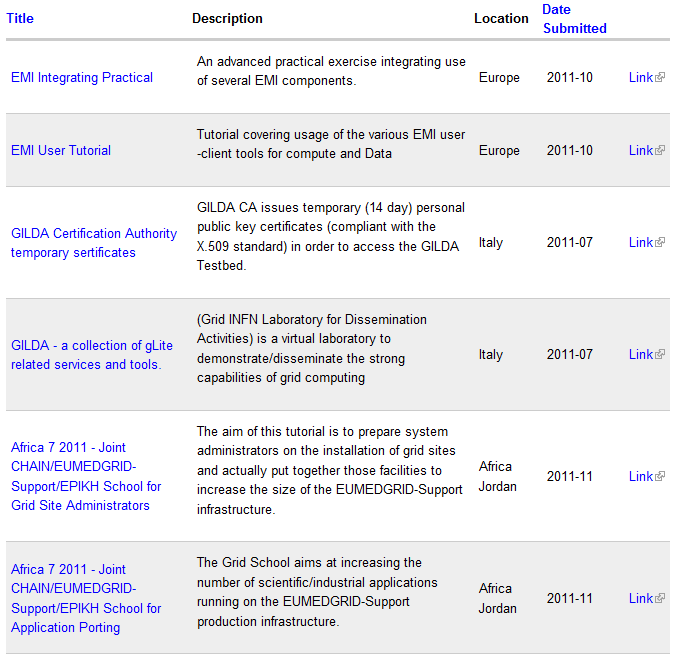 Title Description Location Date Submitted
EMI Integrating Practical
An advanced practical exercise integrating use
of several EMI components.
Europe
2011-10
Link
EMI User Tutorial
Tutorial covering usage of the various EMI user
-client tools for compute and Data
Europe
2011-10
Link
GILDA Certification Authority
temporary sertificates
GILDA CA issues temporary (14 day) personal
public key certificates (compliant with the
X.509 standard) in order to access the GILDA
Testbed.
Italy
2011-07
Link
GILDA - a collection of gLite
related services and tools.
(Grid INFN Laboratory for Dissemination
Activities) is a virtual laboratory to
demonstrate/disseminate the strong
capabilities of grid computing
Italy
2011-07
Link
Africa 7 2011 - Joint
CHAIN/EUMEDGRID-
Support/EPIKH School for
Grid Site Administrators
The aim of this tutorial is to prepare system
administrators on the installation of grid sites
and actually put together those facilities to
increase the size of the EUMEDGRID-Support
infrastructure.
Africa
Jordan
2011-11
Link
Africa 7 2011 - Joint
CHAIN/EUMEDGRID-
Support/EPIKH School for
Application Porting
The Grid School aims at increasing the
number of scientific/industrial applications
running on the EUMEDGRID-Support
production infrastructure.
Africa
Jordan
2011-11
Link